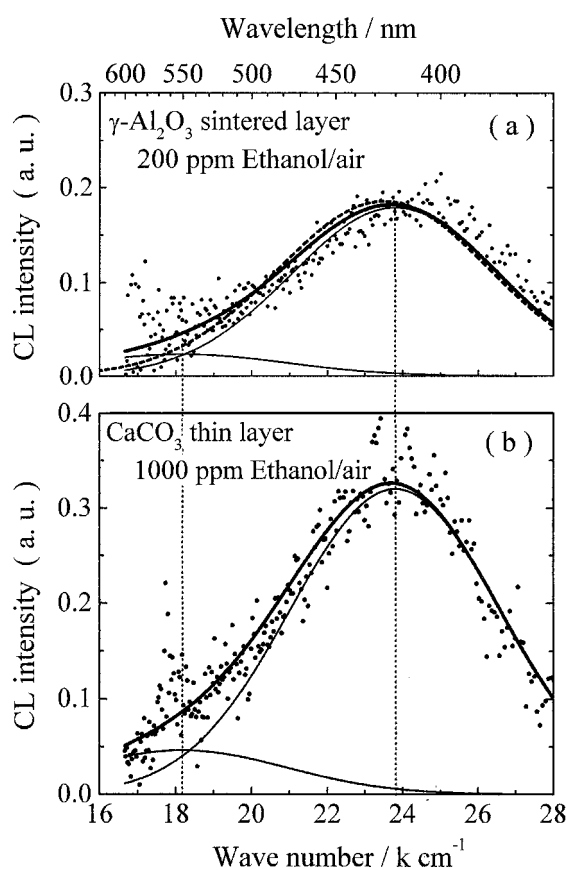 Wavelength / nm
600 550 500 450 400
0.3
γ-Al₂O₃ sintered layer
( a )
200 ppm Ethanol/air
0.2
0.1
0.0
CL intensity ( a. u. )
0.4
CaCO₃ thin layer
( b )
1000 ppm Ethanol/air
0.3
0.2
0.1
0.0
CL intensity ( a. u. )
16 18 20 22 24 26 28
Wave number / k cm⁻¹